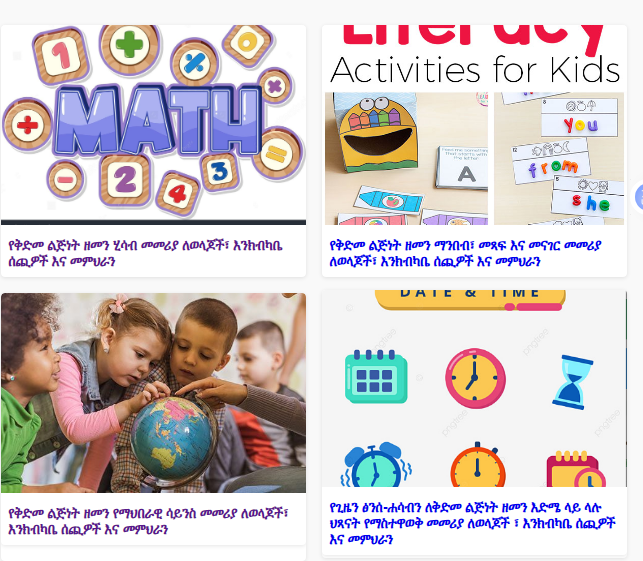 1
+
%
0
MATH
×
+
=
-
2
4
3
የቅድመ ልጅነት ዘመን ሂሳብ መመሪያ ለወላጆች፣ እንክብካቤ
ሰጪዎች እና መምህራን
Literacy
Activities for Kids
A
you
from
she
የቅድመ ልጅነት ዘመን ማንበብ፣ መጻፍ እና መናገር መመሪያ
ለወላጆች፣ እንክብካቤ ሰጪዎች እና መምህራን
የቅድመ ልጅነት ዘመን የማህበራዊ ሳይንስ መመሪያ ለወላጆች፣
እንክብካቤ ሰጪዎች እና መምህራን
DATE & TIME
የጊዜን ፅንሰ-ሐሳብን ለቅድመ ልጅነት ዘመን እድሜ ላይ ላሉ
ህጻናት የማስተዋወቅ መመሪያ ለወላጆች ፣ እንክብካቤ ሰጪዎች
እና መምህራን